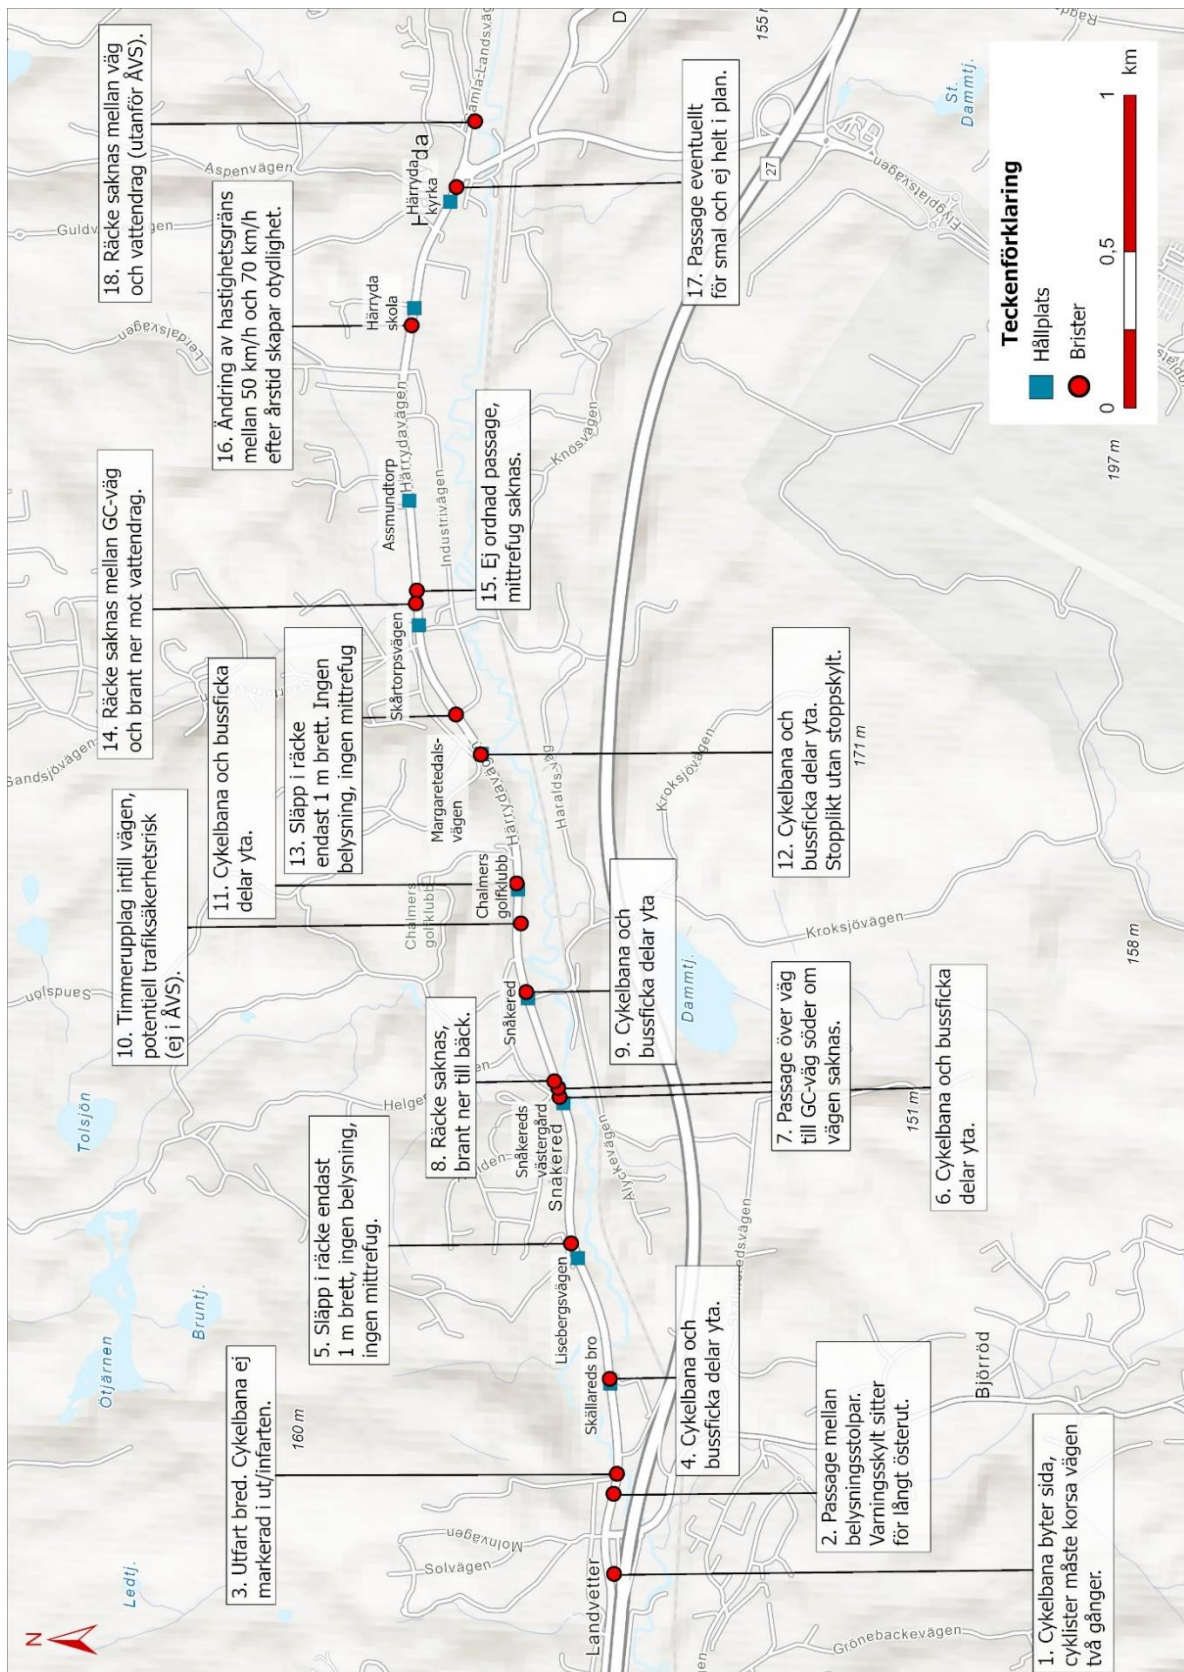 N
Ledtj.
3. Utfart bred. Cykelbana ej
markerad i ut/infarten.
160 m
Ötjärnen
Bruntj.
Tolsjön
5. Släpp i räcke endast
1 m brett, ingen belysning,
ingen mittrefug.
8. Räcke saknas,
brant ner till bäck.
10. Timmerupplag intill vägen,
potentiell trafiksäkerhetsrisk
(ej i ÅVS).
11. Cykelbana och bussficka
delar yta.
13. Släpp i räcke
endast 1 m brett. Ingen
belysning, ingen mittrefug
14. Räcke saknas mellan GC-väg
och brant ner mot vattendrag.
16. Ändring av hastighetsgräns
mellan 50 km/h och 70 km/h
efter årstid skapar otydlighet.
18. Räcke saknas mellan väg
och vattendrag (utanför ÅVS).
Sandsjön
Sandsjövägen
Lerdalsvägen
Aspenvägen
Solvägen
Molnvägen
Landvetter
Skällareds bro
Lisebergsvägen
Snåkered
Snåkereds
västergård
Snåkered
Chalmers
golfklubb
Chalmers
golfklubb
Härrydavägen
Margaretedals-
vägen
Skårtorpsvägen
Assmundtorp
Härrydavägen
Industrivägen
Härryda
skola
Härryda
kyrka
Haraldsväg
Knösvägen
Älyckevägen
Kroksjövägen
Kroksjövägen
Dammtj.
Björröd
Grönebackevägen
Flygplatsvägen
St.
Dammtj.
27
155 m
1. Cykelbana byter sida,
cyklister måste korsa vägen
två gånger.
2. Passage mellan
belysningsstolpar.
Varningsskylt sitter
för långt österut.
4. Cykelbana och
bussficka delar yta.
6. Cykelbana och bussficka
delar yta.
7. Passage över väg
till GC-väg söder om
vägen saknas.
9. Cykelbana och
bussficka delar yta
12. Cykelbana och
bussficka delar yta.
Stopplikt utan stoppskylt.
15. Ej ordnad passage,
mittrefug saknas.
17. Passage eventuellt
för smal och ej helt i plan.
151 m
158 m
171 m
197 m
Teckenförklaring
Hållplats
Brister
0 0,5 1
km